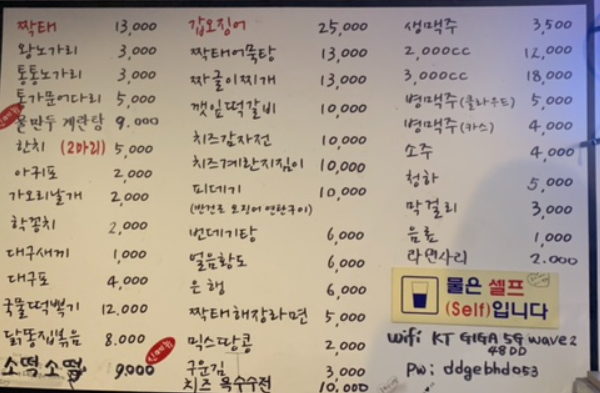 짝태 13,000
왕노가리 3,000
통통노가리 3,000
통가문어다리 5,000
물만두 계란탕 9.000
한치 (2마리) 5,000
아귀포 2,000
가오리날개 2,000
학꽁치 2,000
대구새끼 1,000
대구포 4,000
국물떡뽁기 12.000
닭똥집볶음 8.000
소떡소떡 9,000
갑오징어 25,000
짝태어묵탕 13,000
짜글이찌개 13,000
깻잎떡갈비 10,000
치즈감자전 10,000
치즈계란지짐이 10,000
피데기 10,000
(반건조 오징어 연탄구이)
번데기탕 6,000
얼음황도 6,000
은행 6,000
짝태해장라면 5,000
믹스땅콩 2,000
구운김 3,000
치즈 옥수수전 10,000
생맥주 3,500
2,000cc 12,000
3,000cc 18,000
병맥주(클라우드) 5,000
병맥주(카스) 4,000
소주 4,000
청하 5,000
막걸리 3,000
음료 1,000
라면사리 2.000
물은 셀프
(Self)입니다
wifi KT GIGA 5G wave2
48DD
PW: ddgebhd053